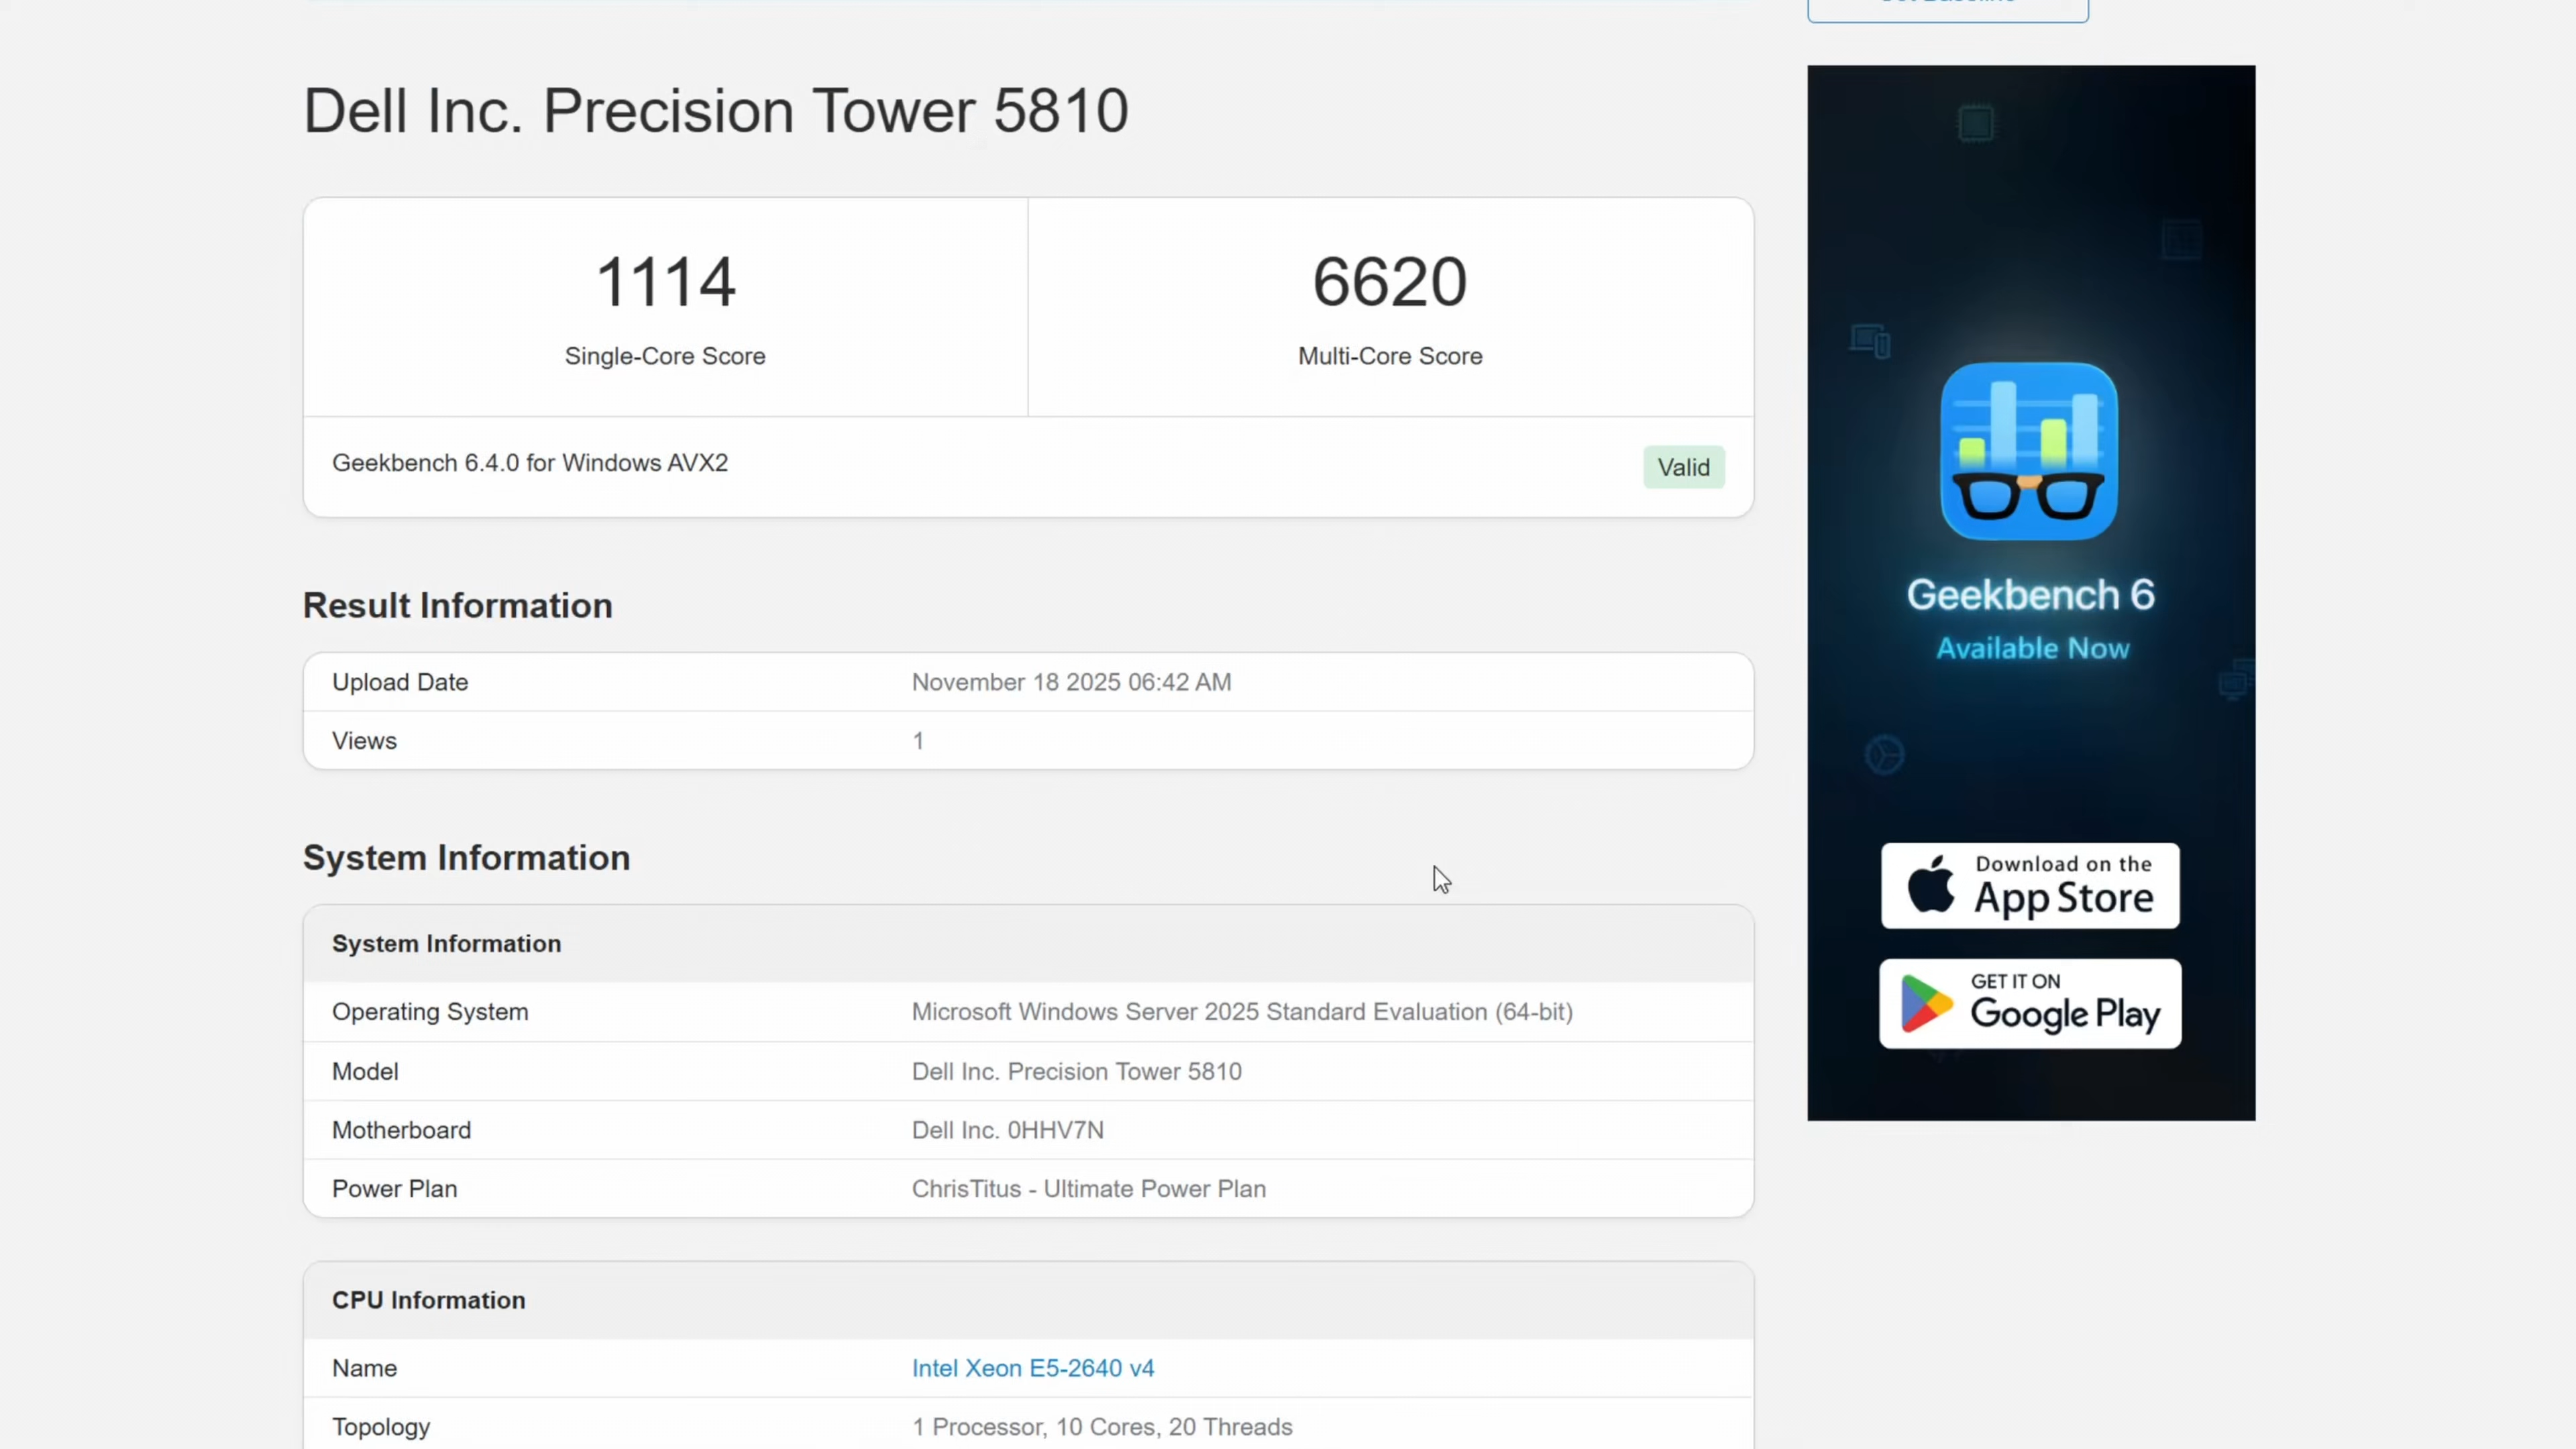 Dell Inc. Precision Tower 5810
1114
Single-Core Score
6620
Multi-Core Score
Geekbench 6.4.0 for Windows AVX2
Valid
Result Information
Upload Date November 18 2025 06:42 AM
Views 1
System Information
System Information
Operating System Microsoft Windows Server 2025 Standard Evaluation (64-bit)
Model Dell Inc. Precision Tower 5810
Motherboard Dell Inc. 0HHV7N
Power Plan ChrisTitus - Ultimate Power Plan
CPU Information
Name Intel Xeon E5-2640 v4
Topology 1 Processor, 10 Cores, 20 Threads
Geekbench 6
Available Now
Download on the
App Store
GET IT ON
Google Play